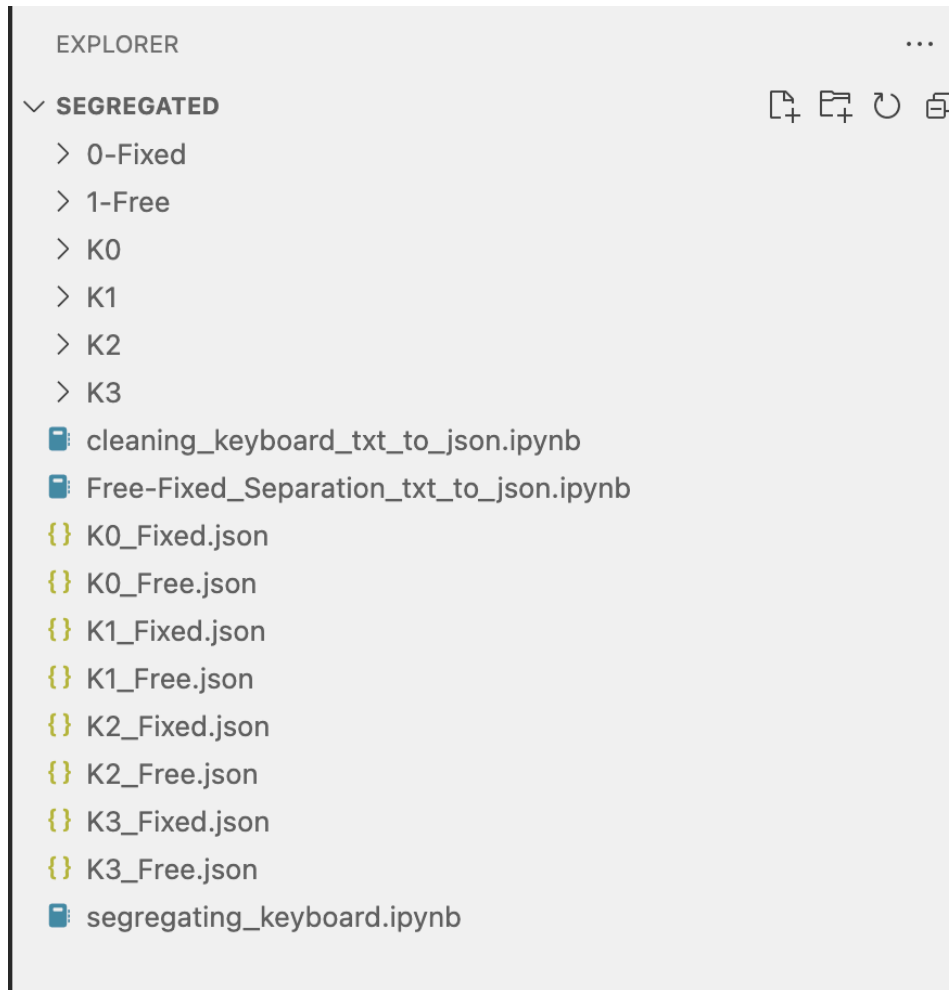 EXPLORER
SEGREGATED
0-Fixed
1-Free
K0
K1
K2
K3
cleaning_keyboard_txt_to_json.ipynb
Free-Fixed_Separation_txt_to_json.ipynb
K0_Fixed.json
K0_Free.json
K1_Fixed.json
K1_Free.json
K2_Fixed.json
K2_Free.json
K3_Fixed.json
K3_Free.json
segregating_keyboard.ipynb